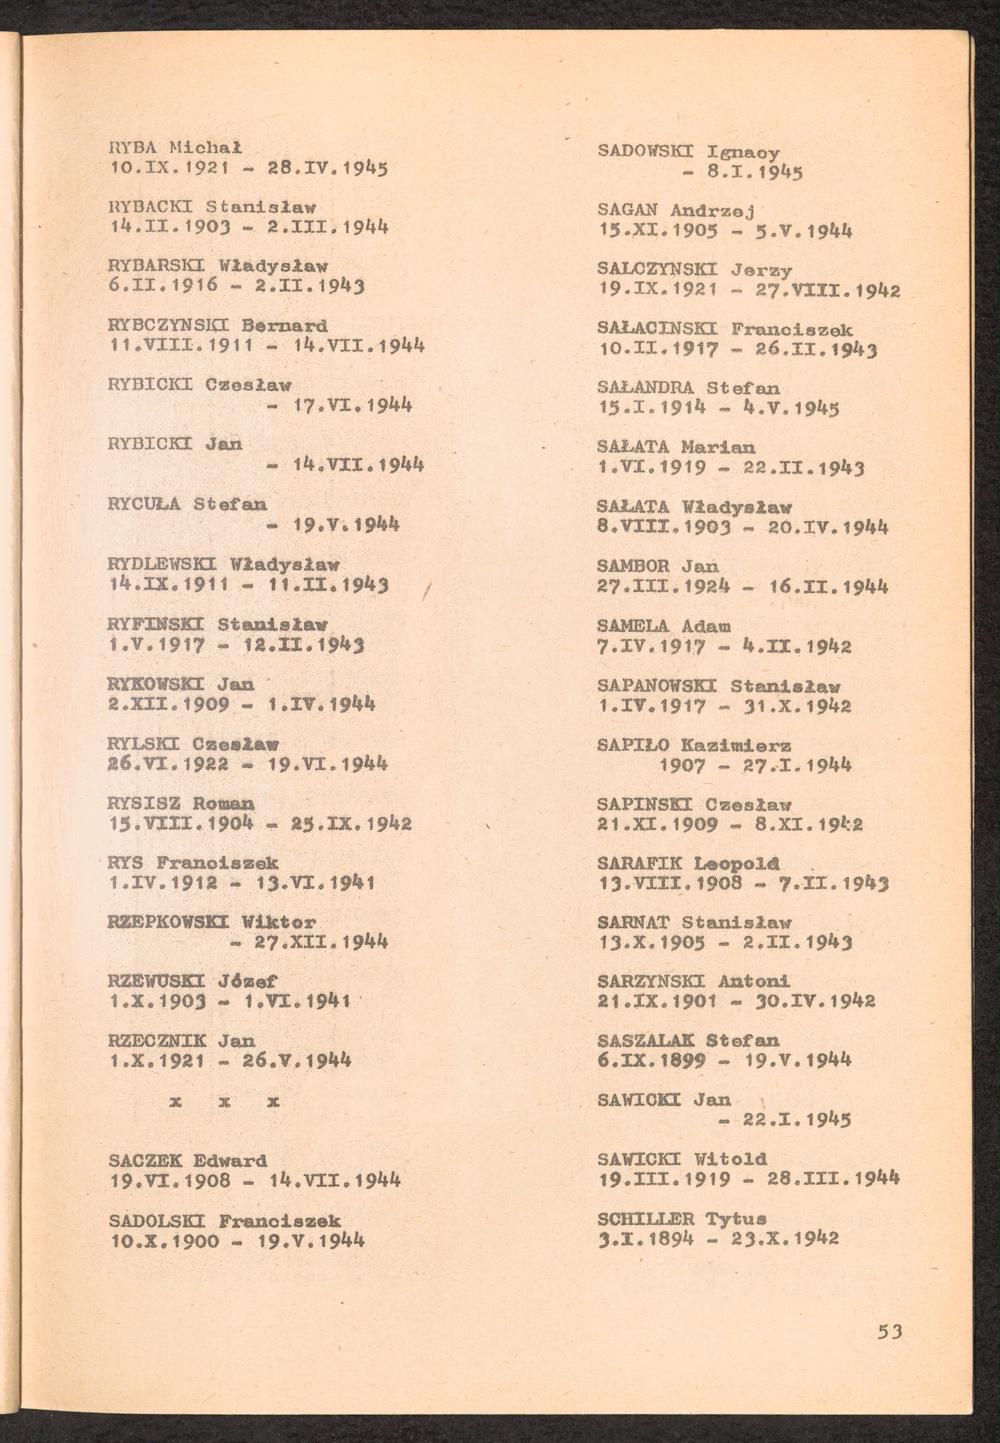 RYBA Michał
10.IX.1921 - 28.IV.1945
RYBACKI Stanisław
14.II.1903 - 2.III.1944
RYBARSKI Władysław
6.II.1916 - 2.II.1943
RYBCZYNSKI Bernard
11.VIII.1911 - 14.VII.1944
RYBICKI Czesław
- 17.VI.1944
RYBICKI Jan
- 14.VII.1944
RYCUŁA Stefan
- 19.V.1944
RYDLEWSKI Władysław
14.IX.1911 - 11.II.1943
RYFINSKI Stanisław
1.V.1917 - 12.II.1943
RYKOWSKI Jan
2.XII.1909 - 1.IV.1944
RYLSKI Czesław
26.VI.1922 - 19.VI.1944
RYSISZ Roman
15.VIII.1904 - 25.IX.1942
RYS Franciszek
1.IV.1912 - 13.VI.1941
RZEPKOWSKI Wiktor
- 27.XII.1944
RZEWUSKI Józef
1.X.1903 - 1.VI.1941
RZECZNIK Jan
1.X.1921 - 26.V.1944
x x x
SACZEK Edward
19.VI.1908 - 14.VII.1944
SADOLSKI Franciszek
10.X.1900 - 19.V.1944
SADOWSKI Ignacy
- 8.I.1945
SAGAN Andrzej
15.XI.1905 - 5.V.1944
SALCZYNSKI Jerzy
19.IX.1921 - 27.VIII.1942
SAŁACINSKI Franciszek
10.II.1917 - 26.II.1943
SAŁANDRA Stefan
15.I.1914 - 4.V.1945
SAŁATA Marian
1.VI.1919 - 22.II.1943
SAŁATA Władysław
8.VIII.1903 - 20.IV.1944
SAMBOR Jan
27.III.1924 - 16.II.1944
SAMELA Adam
7.IV.1917 - 4.II.1942
SAPANOWSKI Stanisław
1.IV.1917 - 31.X.1942
SAPIŁO Kazimierz
1907 - 27.I.1944
SAPINSKI Czesław
21.XI.1909 - 8.XI.1942
SARAFIK Leopold
13.VIII.1908 - 7.II.1943
SARNAT Stanisław
13.X.1905 - 2.II.1943
SARZYNSKI Antoni
21.IX.1901 - 30.IV.1942
SASZALAK Stefan
6.IX.1899 - 19.V.1944
SAWICKI Jan
- 22.I.1945
SAWICKI Witold
19.III.1919 - 28.III.1944
SCHILLER Tytus
3.I.1894 - 23.X.1942
53